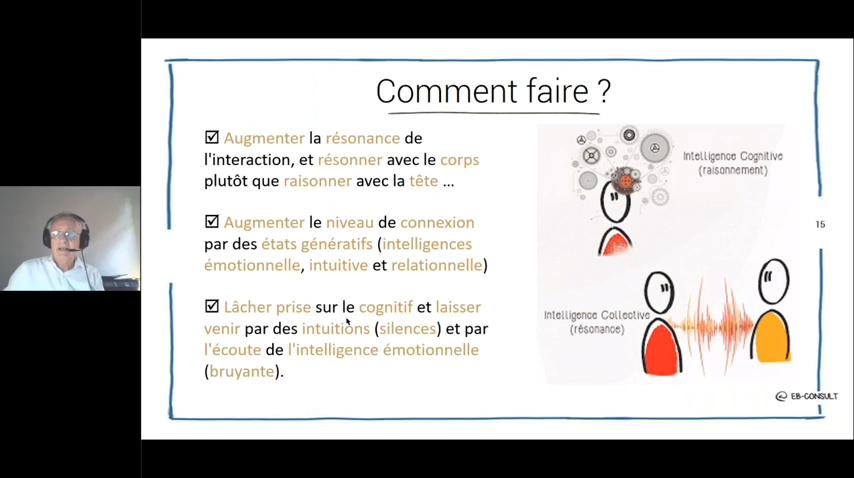 Comment faire ?
☑ Augmenter la résonance de
l'interaction, et résonner avec le corps
plutôt que raisonner avec la tête ...
☑ Augmenter le niveau de connexion
par des états génératifs (intelligences
émotionnelle, intuitive et relationnelle)
☑ Lâcher prise sur le cognitif et laisser
venir par des intuitions (silences) et par
l'écoute de l'intelligence émotionnelle
(bruyante).
Intelligence Cognitive
(raisonnement)
Intelligence Collective
(résonance)
15
@ EB-CONSULT